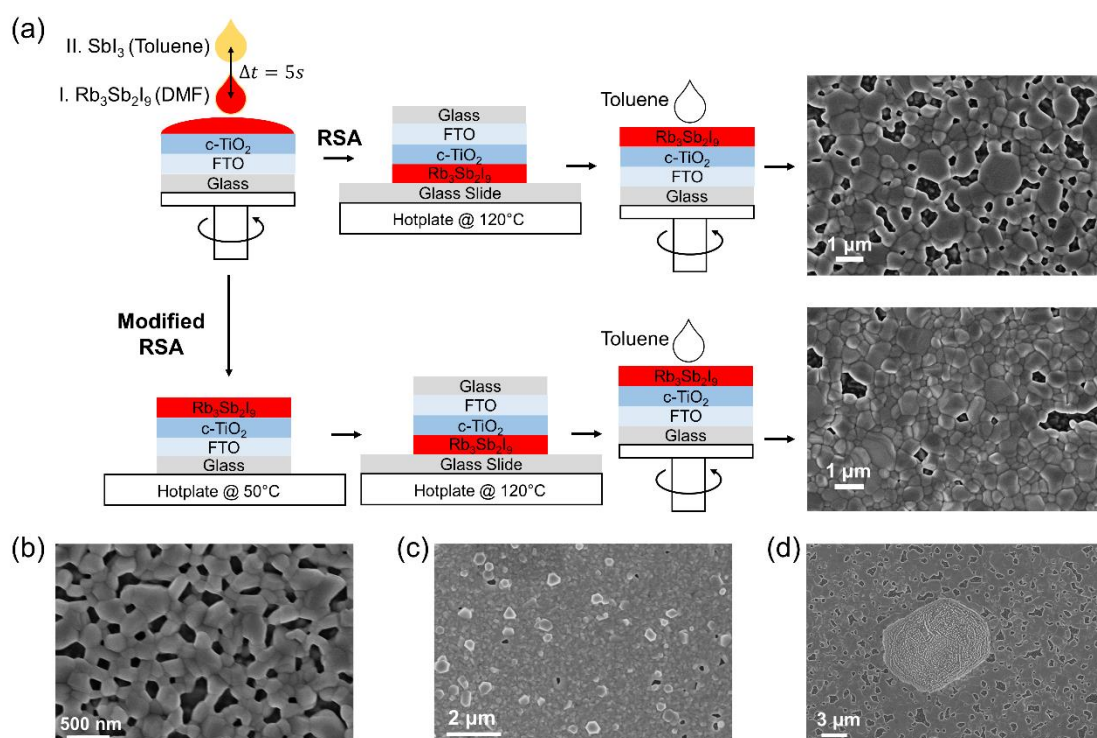 (a)
II. SbI₃ (Toluene)
Δt = 5s
I. Rb₃Sb₂I₉ (DMF)
c-TiO₂
FTO
Glass
RSA
Glass
FTO
c-TiO₂
Rb₃Sb₂I₉
Glass Slide
Hotplate @ 120°C
Toluene
Rb₃Sb₂I₉
c-TiO₂
FTO
Glass
1 µm
Modified
RSA
Rb₃Sb₂I₉
c-TiO₂
FTO
Glass
Hotplate @ 50°C
Glass
FTO
c-TiO₂
Rb₃Sb₂I₉
Glass Slide
Hotplate @ 120°C
Toluene
Rb₃Sb₂I₉
c-TiO₂
FTO
Glass
1 µm
(b)
500 nm
(c)
2 µm
(d)
3 µm